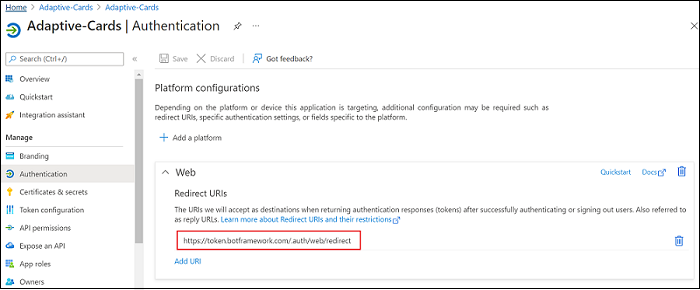 Home > Adaptive-Cards > Adaptive-Cards
Adaptive-Cards | Authentication ...
Search (Ctrl+/)
«
Save Discard Got feedback?
Overview
Quickstart
Integration assistant
Manage
Branding
Authentication
Certificates & secrets
Token configuration
API permissions
Expose an API
App roles
Owners
Platform configurations
Depending on the platform or device this application is targeting, additional configuration may be required such as
redirect URIs, specific authentication settings, or fields specific to the platform.
+ Add a platform
Web Quickstart Docs
Redirect URIs
The URIs we will accept as destinations when returning authentication responses (tokens) after successfully authenticating or signing out users. Also referred to
as reply URLs. Learn more about Redirect URIs and their restrictions
https://token.botframework.com/.auth/web/redirect
Add URI